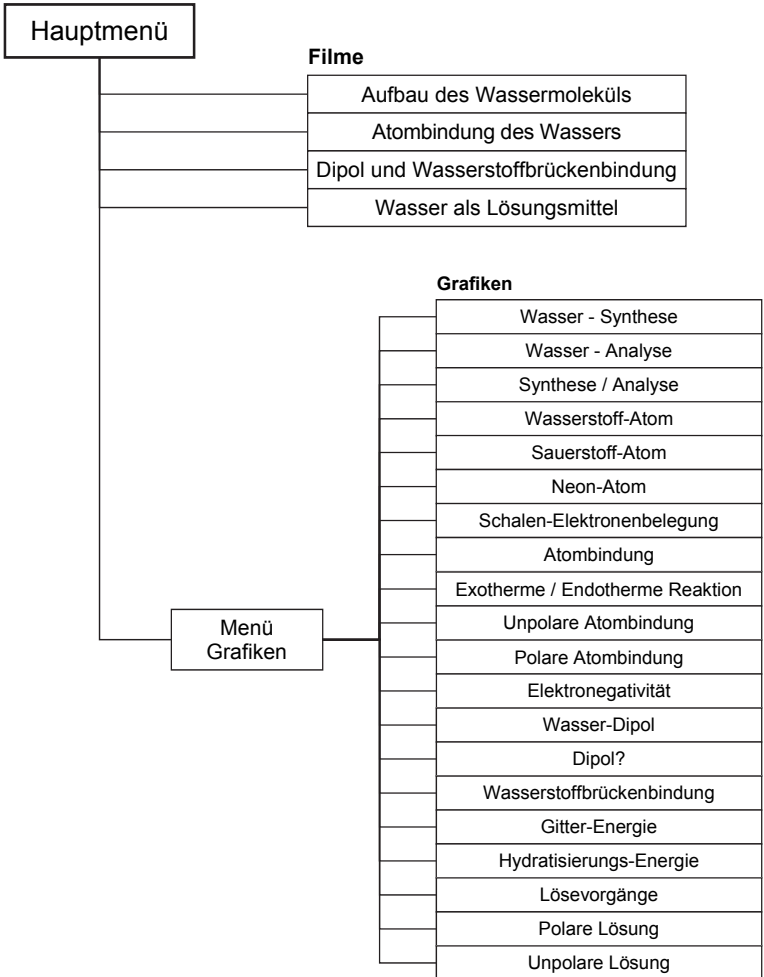 Hauptmenü
Filme
Aufbau des Wassermoleküls
Atombindung des Wassers
Dipol und Wasserstoffbrückenbindung
Wasser als Lösungsmittel
Grafiken
Wasser - Synthese
Wasser - Analyse
Synthese / Analyse
Wasserstoff-Atom
Sauerstoff-Atom
Neon-Atom
Schalen-Elektronenbelegung
Atombindung
Exotherme / Endotherme Reaktion
Menü
Grafiken
Unpolare Atombindung
Polare Atombindung
Elektronegativität
Wasser-Dipol
Dipol?
Wasserstoffbrückenbindung
Gitter-Energie
Hydratisierungs-Energie
Lösevorgänge
Polare Lösung
Unpolare Lösung